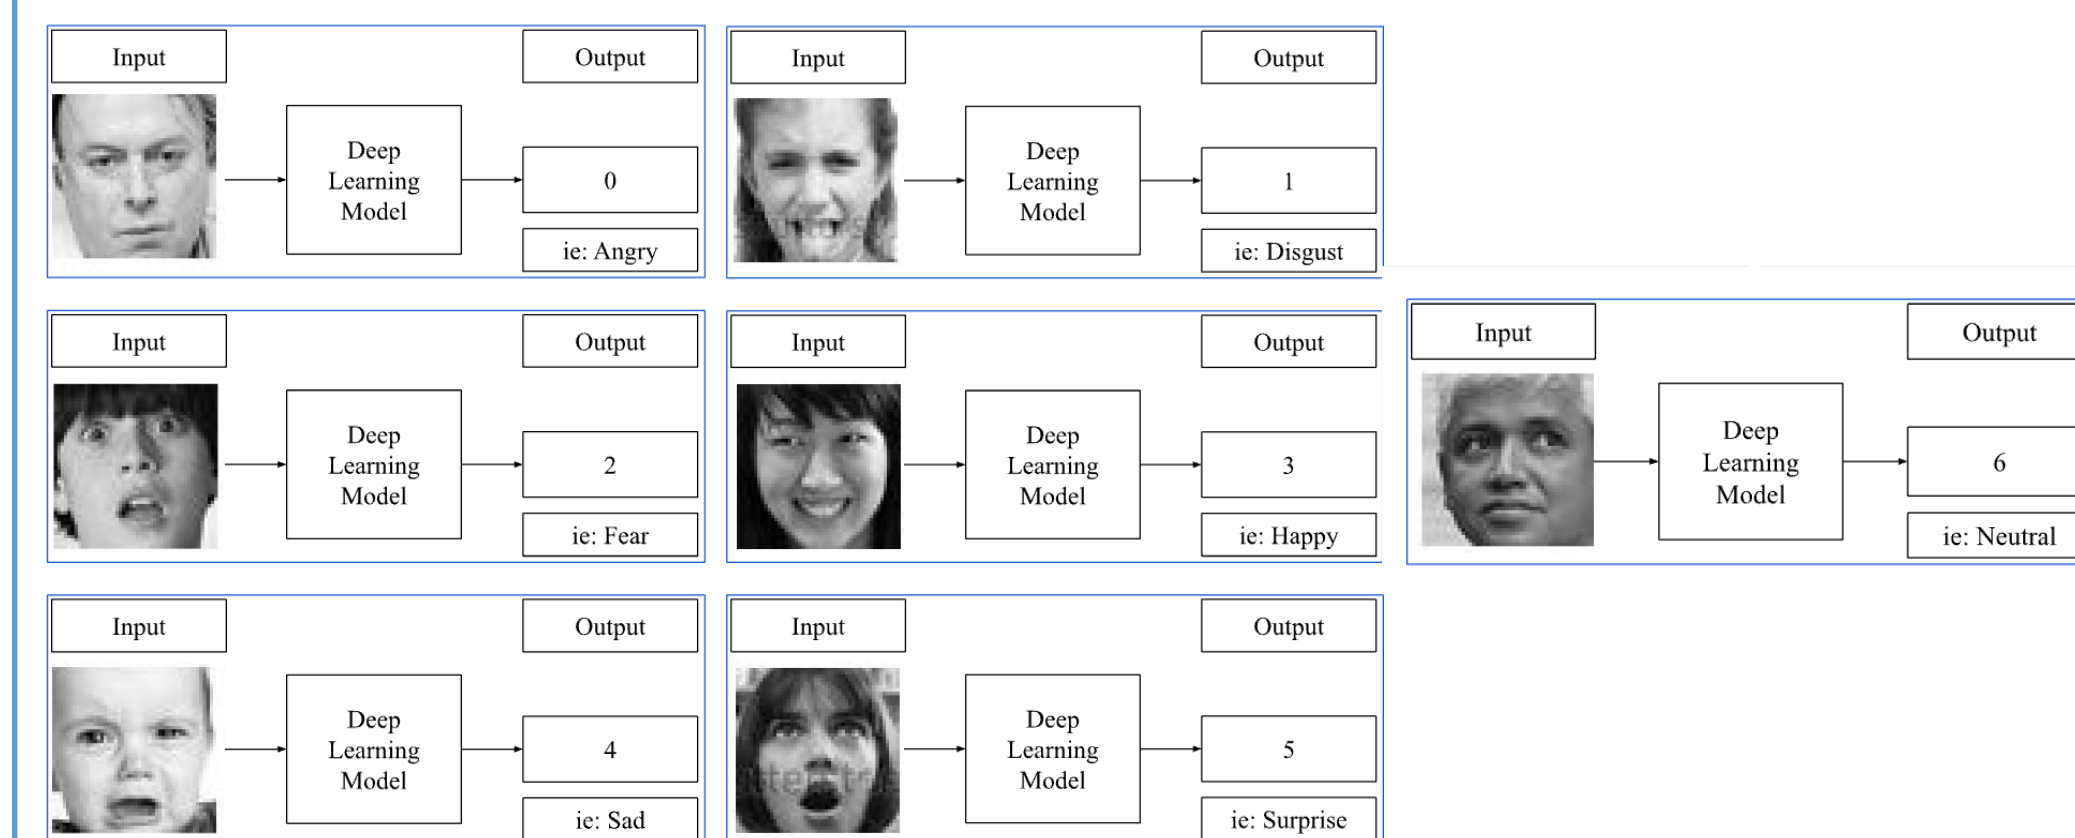 Input
Output
Deep
Learning
Model
0
ie: Angry
Input
Output
Deep
Learning
Model
1
ie: Disgust
Input
Output
Deep
Learning
Model
2
ie: Fear
Input
Output
Deep
Learning
Model
3
ie: Happy
Input
Output
Deep
Learning
Model
6
ie: Neutral
Input
Output
Deep
Learning
Model
4
ie: Sad
Input
Output
Deep
Learning
Model
5
ie: Surprise